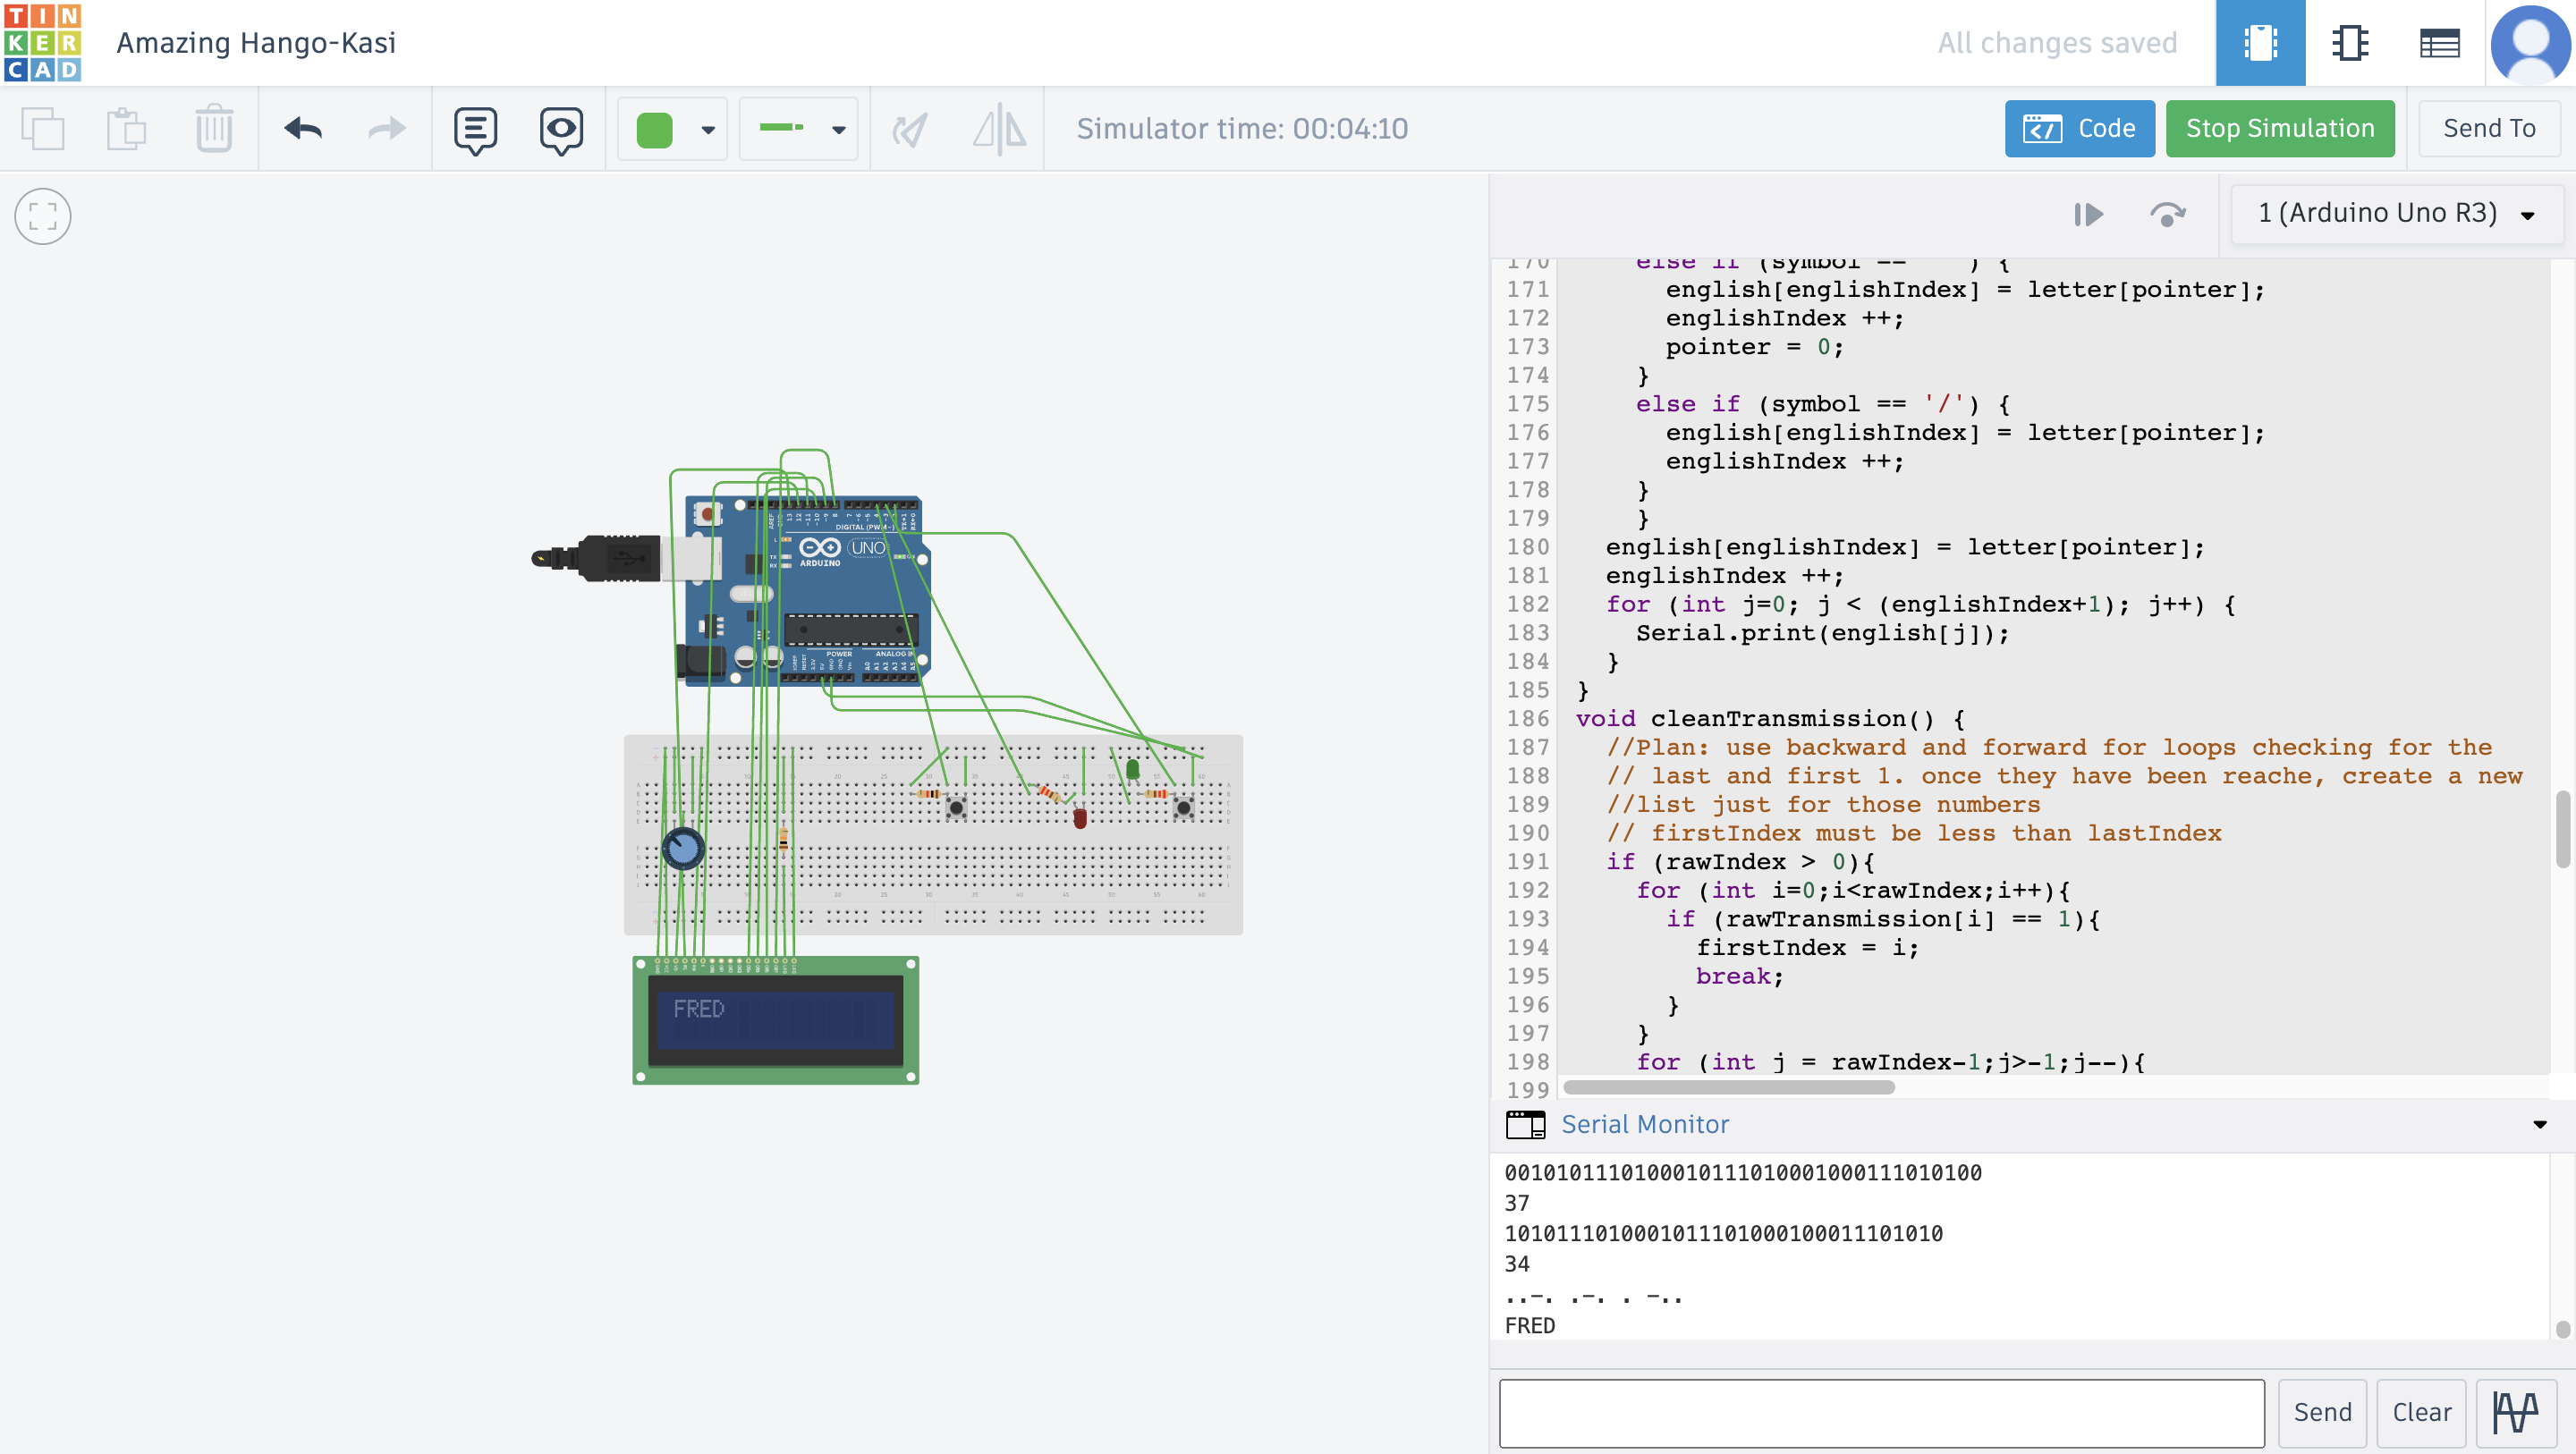 TINKERCAD
Amazing Hango-Kasi
All changes saved
Simulator time: 00:04:10
Code
Stop Simulation
Send To
1 (Arduino Uno R3)
170 else if (symbol == ) {
171 english[englishIndex] = letter[pointer];
172 englishIndex ++;
173 pointer = 0;
174 }
175 else if (symbol == '/') {
176 english[englishIndex] = letter[pointer];
177 englishIndex ++;
178 }
179 }
180 english[englishIndex] = letter[pointer];
181 englishIndex ++;
182 for (int j=0; j < (englishIndex+1); j++) {
183 Serial.print(english[j]);
184 }
185 }
186 void cleanTransmission() {
187 //Plan: use backward and forward for loops checking for the
188 // last and first 1. once they have been reache, create a new
189 //list just for those numbers
190 // firstIndex must be less than lastIndex
191 if (rawIndex > 0){
192 for (int i=0;i<rawIndex;i++){
193 if (rawTransmission[i] == 1){
194 firstIndex = i;
195 break;
196 }
197 }
198 for (int j = rawIndex-1;j>-1;j--){
199
Serial Monitor
0010101110100010111010001000111010100
37
1010111010001011101000100011101010
34
..-. .-. . -..
FRED
Send
Clear
DIGITAL (PWM~)
UNO
ARDUINO
POWER
ANALOG IN
FRED